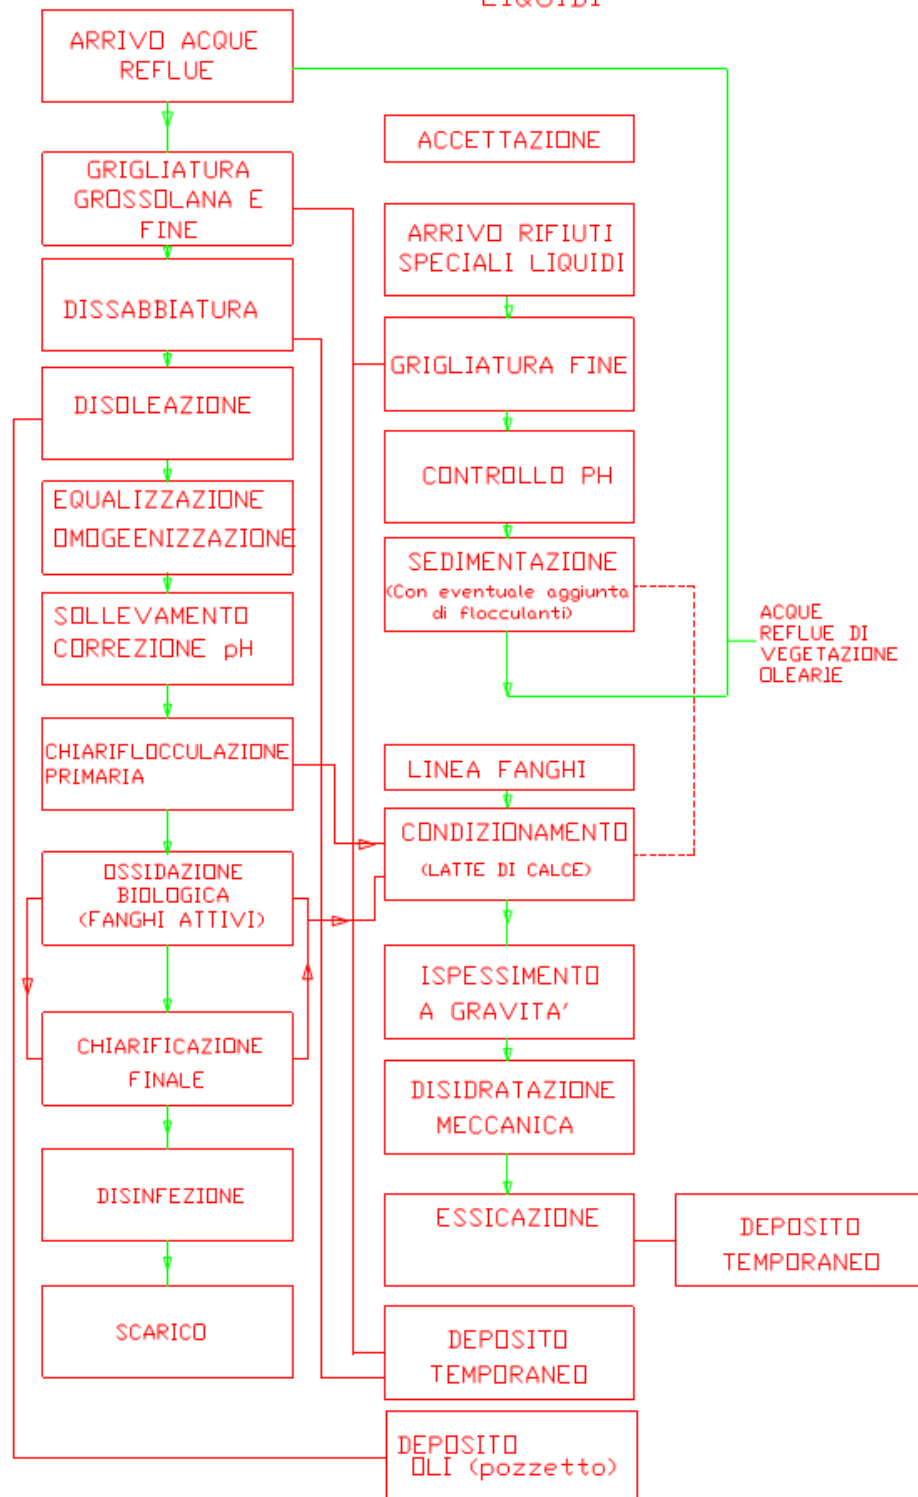 LIQUIDI
ARRIVO ACQUE
REFLUE
GRIGLIATURA
GROSSOLANA E
FINE
DISSABBIATURA
DISOLEAZIONE
EQUALIZZAZIONE
OMOGEENIZZAZIONE
SOLLEVAMENTO
CORREZIONE pH
CHIARIFLOCCULAZIONE
PRIMARIA
OSSIDAZIONE
BIOLOGICA
(FANGHI ATTIVI)
CHIARIFICAZIONE
FINALE
DISINFEZIONE
SCARICO
ACCETTAZIONE
ARRIVO RIFIUTI
SPECIALI LIQUIDI
GRIGLIATURA FINE
CONTROLLO PH
SEDIMENTAZIONE
(Con eventuale aggiunta
di flocculanti)
ACQUE
REFLUE DI
VEGETAZIONE
OLEARIE
LINEA FANGHI
CONDIZIONAMENTO
(LATTE DI CALCE)
ISPESSIMENTO
A GRAVITA'
DISIDRATAZIONE
MECCANICA
ESSICAZIONE
DEPOSITO
TEMPORANEO
DEPOSITO
TEMPORANEO
DEPOSITO
OLI (pozzetto)